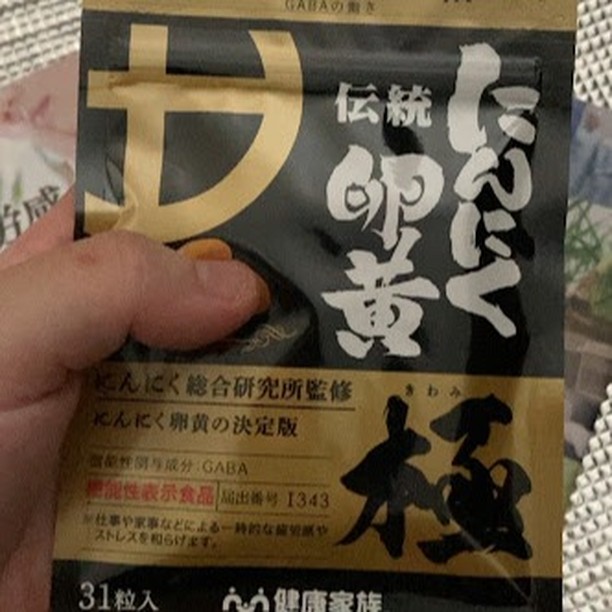 GABAの働き
にんにく
伝統
卵黄
にんにく総合研究所監修
にんにく卵黄の決定版
きわみ
極
機能性関与成分:GABA
機能性表示食品 届出番号 I343
※仕事や家事などによる一時的な疲労感や
ストレスを和らげます。
31粒入
健康家族